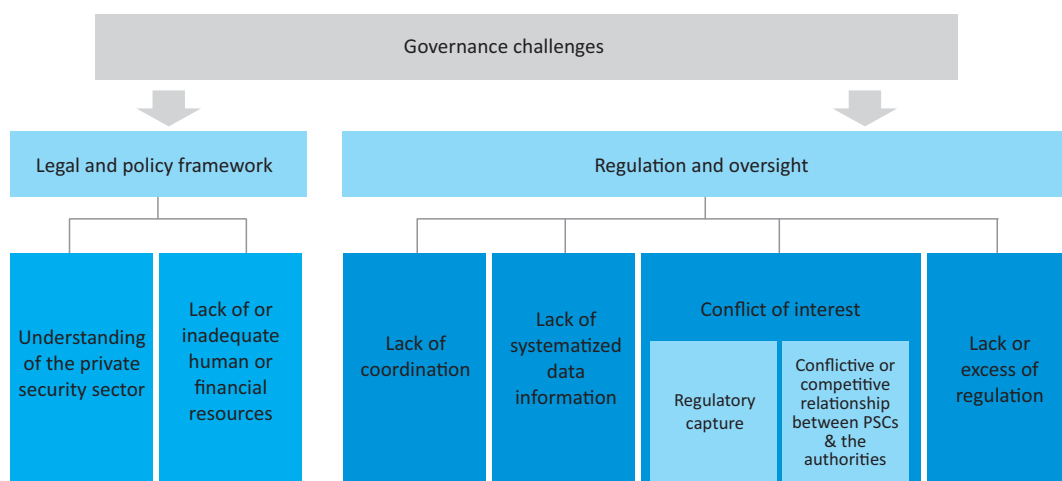 Governance challenges
Legal and policy framework
Regulation and oversight
Understanding
of the private
security sector
Lack of or
inadequate
human or
financial
resources
Lack of
coordination
Lack of
systematized
data
information
Conflict of interest
Regulatory
capture
Conflictive or
competitive
relationship
between PSCs
& the
authorities
Lack or
excess of
regulation